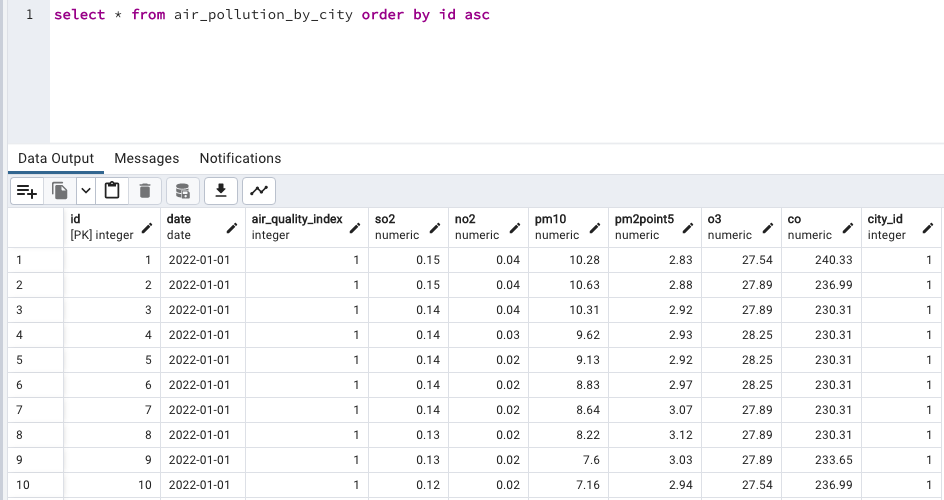 1 select * from air_pollution_by_city order by id asc
Data Output Messages Notifications
id date air_quality_index so2 no2 pm10 pm2point5 o3 co city_id
[PK] integer date integer numeric numeric numeric numeric numeric numeric integer
1 1 2022-01-01 1 0.15 0.04 10.28 2.83 27.54 240.33 1
2 2 2022-01-01 1 0.15 0.04 10.63 2.88 27.89 236.99 1
3 3 2022-01-01 1 0.14 0.04 10.31 2.92 27.89 230.31 1
4 4 2022-01-01 1 0.14 0.03 9.62 2.93 28.25 230.31 1
5 5 2022-01-01 1 0.14 0.02 9.13 2.92 28.25 230.31 1
6 6 2022-01-01 1 0.14 0.02 8.83 2.97 28.25 230.31 1
7 7 2022-01-01 1 0.14 0.02 8.64 3.07 27.89 230.31 1
8 8 2022-01-01 1 0.13 0.02 8.22 3.12 27.89 230.31 1
9 9 2022-01-01 1 0.13 0.02 7.6 3.03 27.89 233.65 1
10 10 2022-01-01 1 0.12 0.02 7.16 2.94 27.54 236.99 1